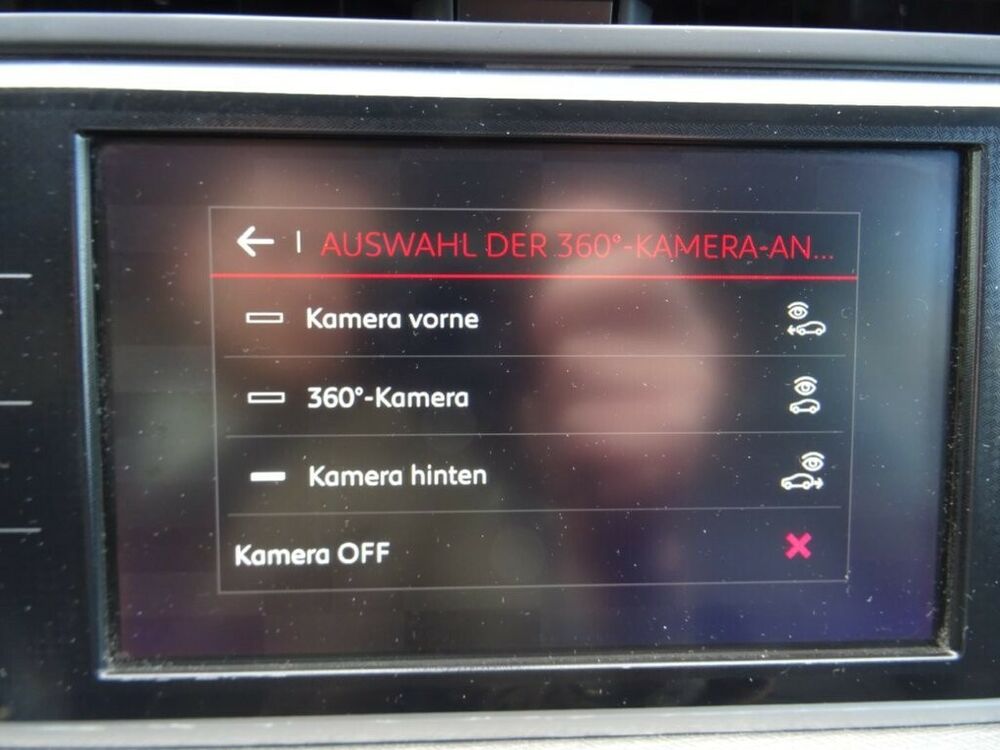 AUSWAHL DER 360°-KAMERA-AN...
Kamera vorne
360°-Kamera
Kamera hinten
Kamera OFF